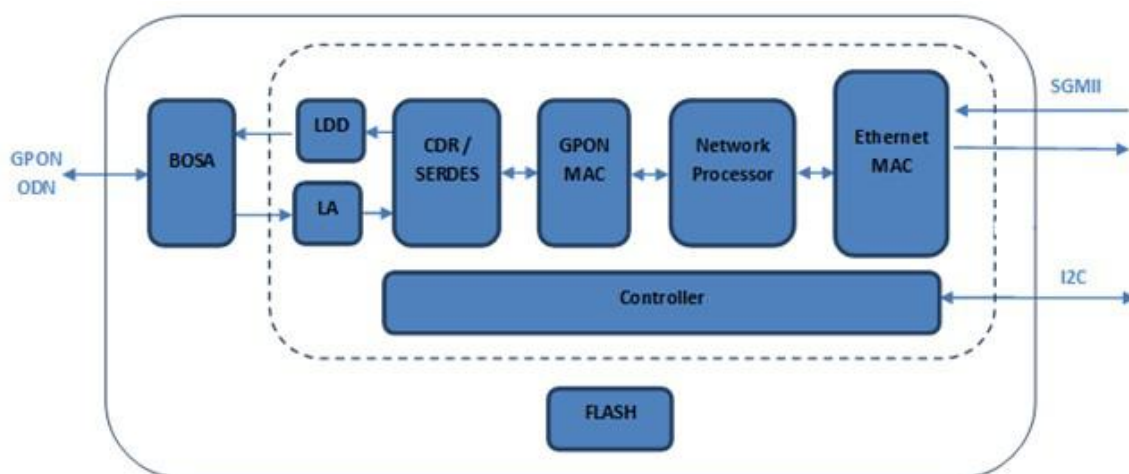 SGMII
LDD
CDR /
SERDES
GPON
MAC
Network
Processor
Ethernet
MAC
GPON
ODN
BOSA
LA
I2C
Controller
FLASH